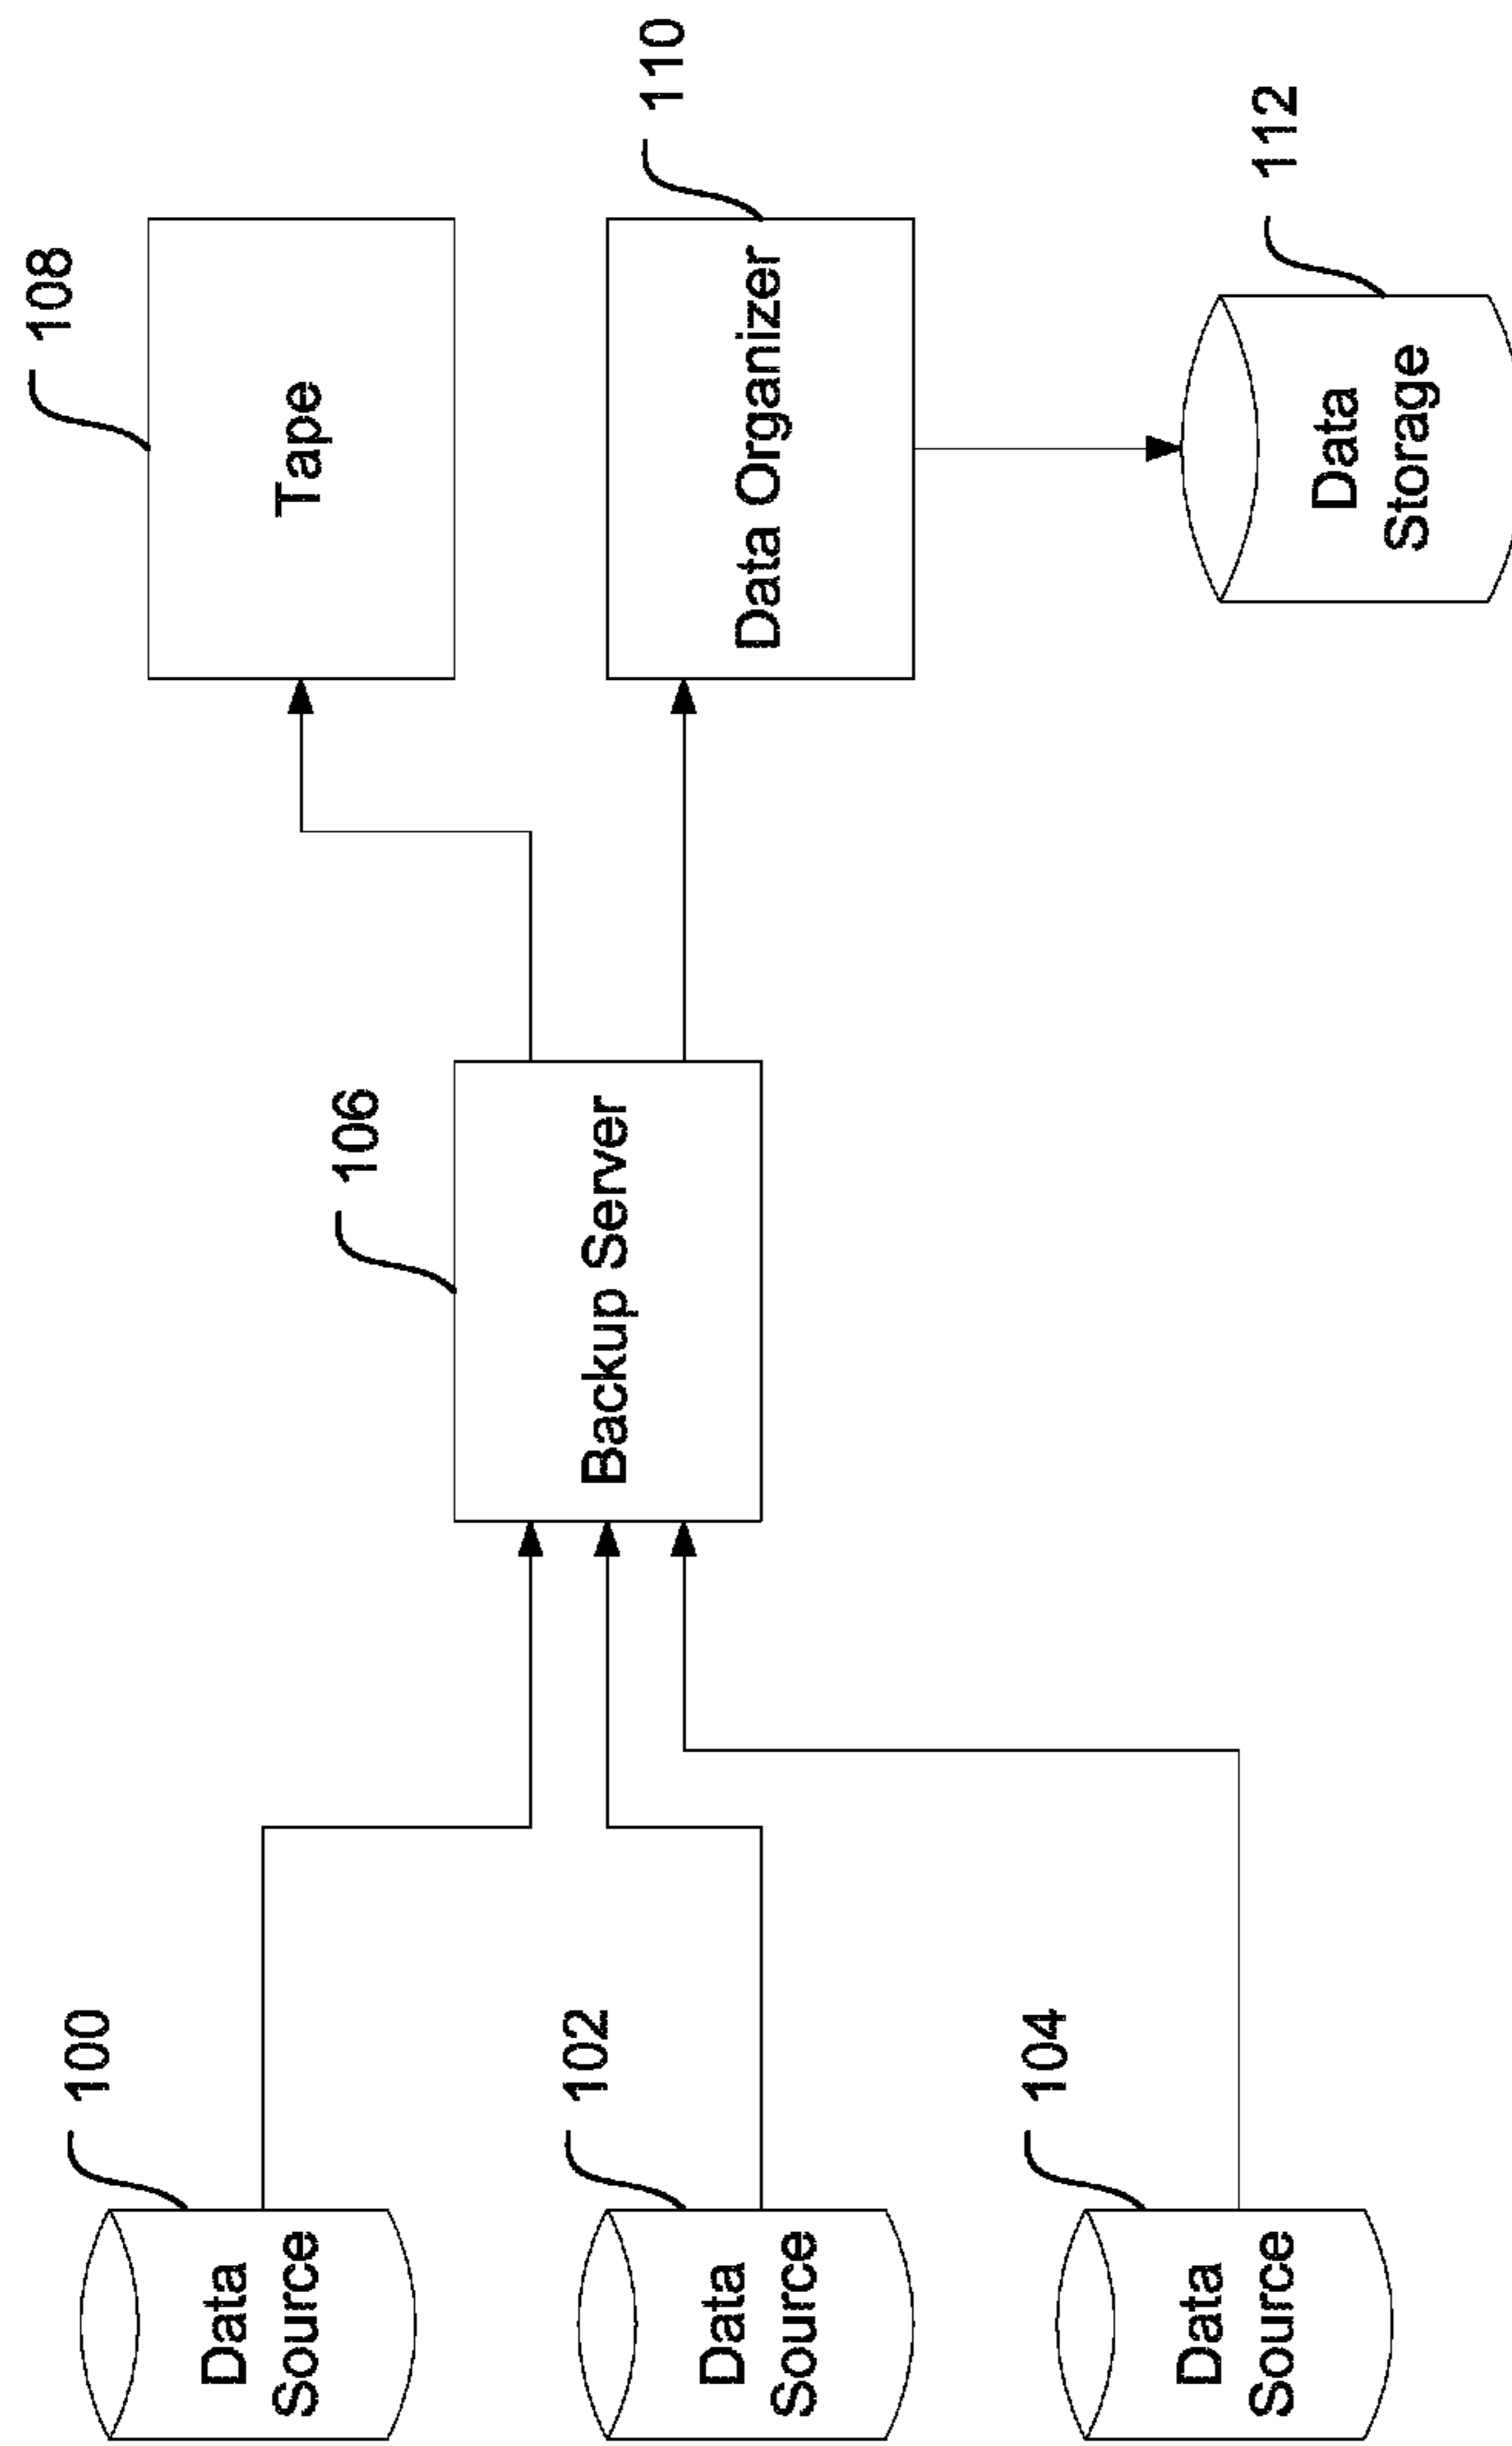 108
Tape
110
Data Organizer
112
Data
Storage
106
Backup Server
100
Data
Source
102
Data
Source
104
Data
Source